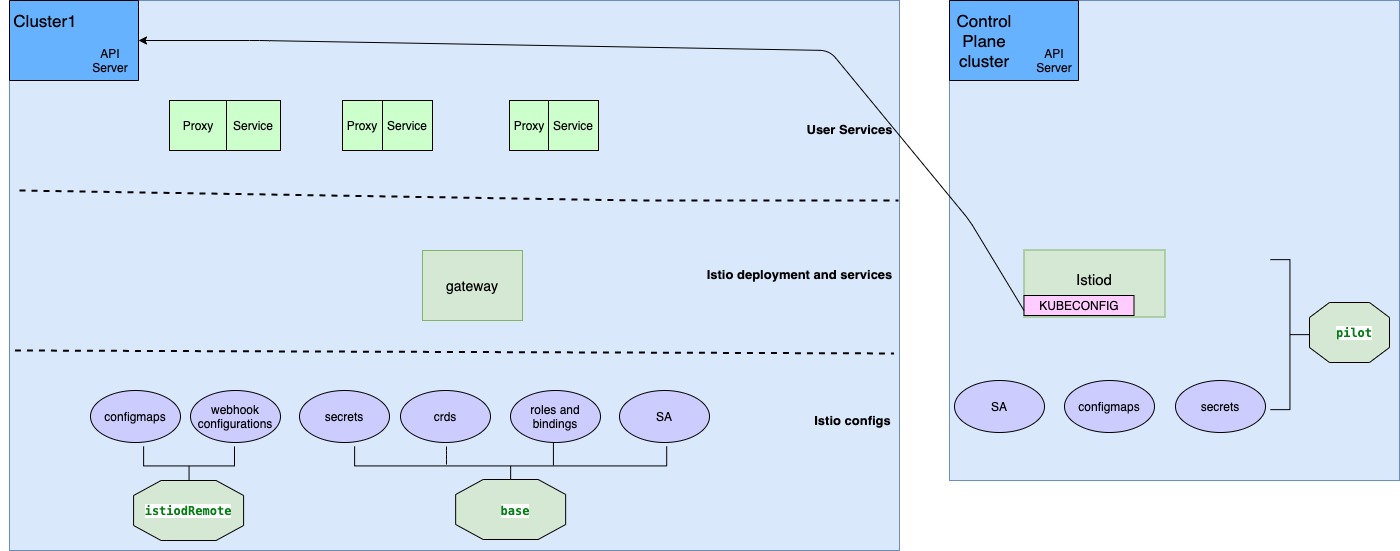 Cluster1
API
Server
Control
Plane
cluster
API
Server
Proxy
Service
Proxy
Service
Proxy
Service
User Services
gateway
Istio deployment and services
Istiod
KUBECONFIG
pilot
configmaps
webhook
configurations
secrets
crds
roles and
bindings
SA
Istio configs
SA
configmaps
secrets
istiodRemote
base